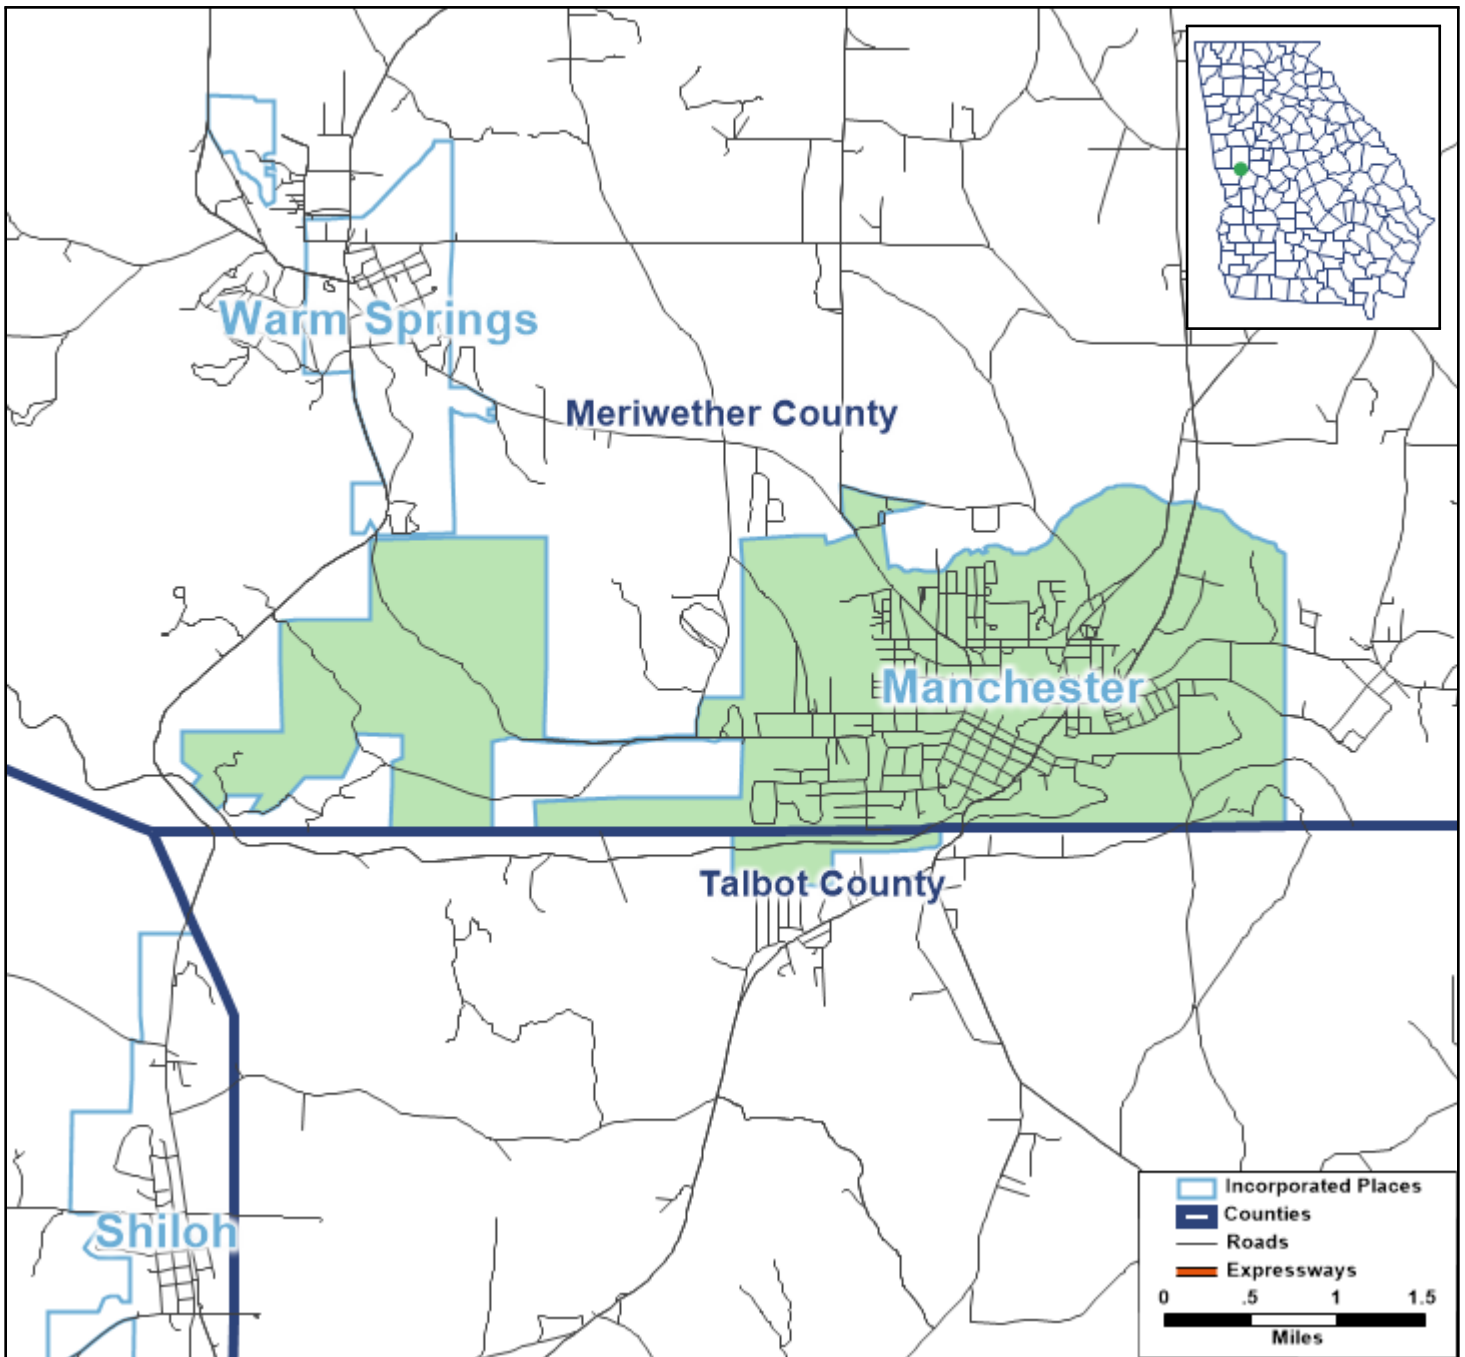 Warm Springs
Meriwether County
Manchester
Talbot County
Shiloh
Incorporated Places
Counties
Roads
Expressways
0 .5 1 1.5
Miles